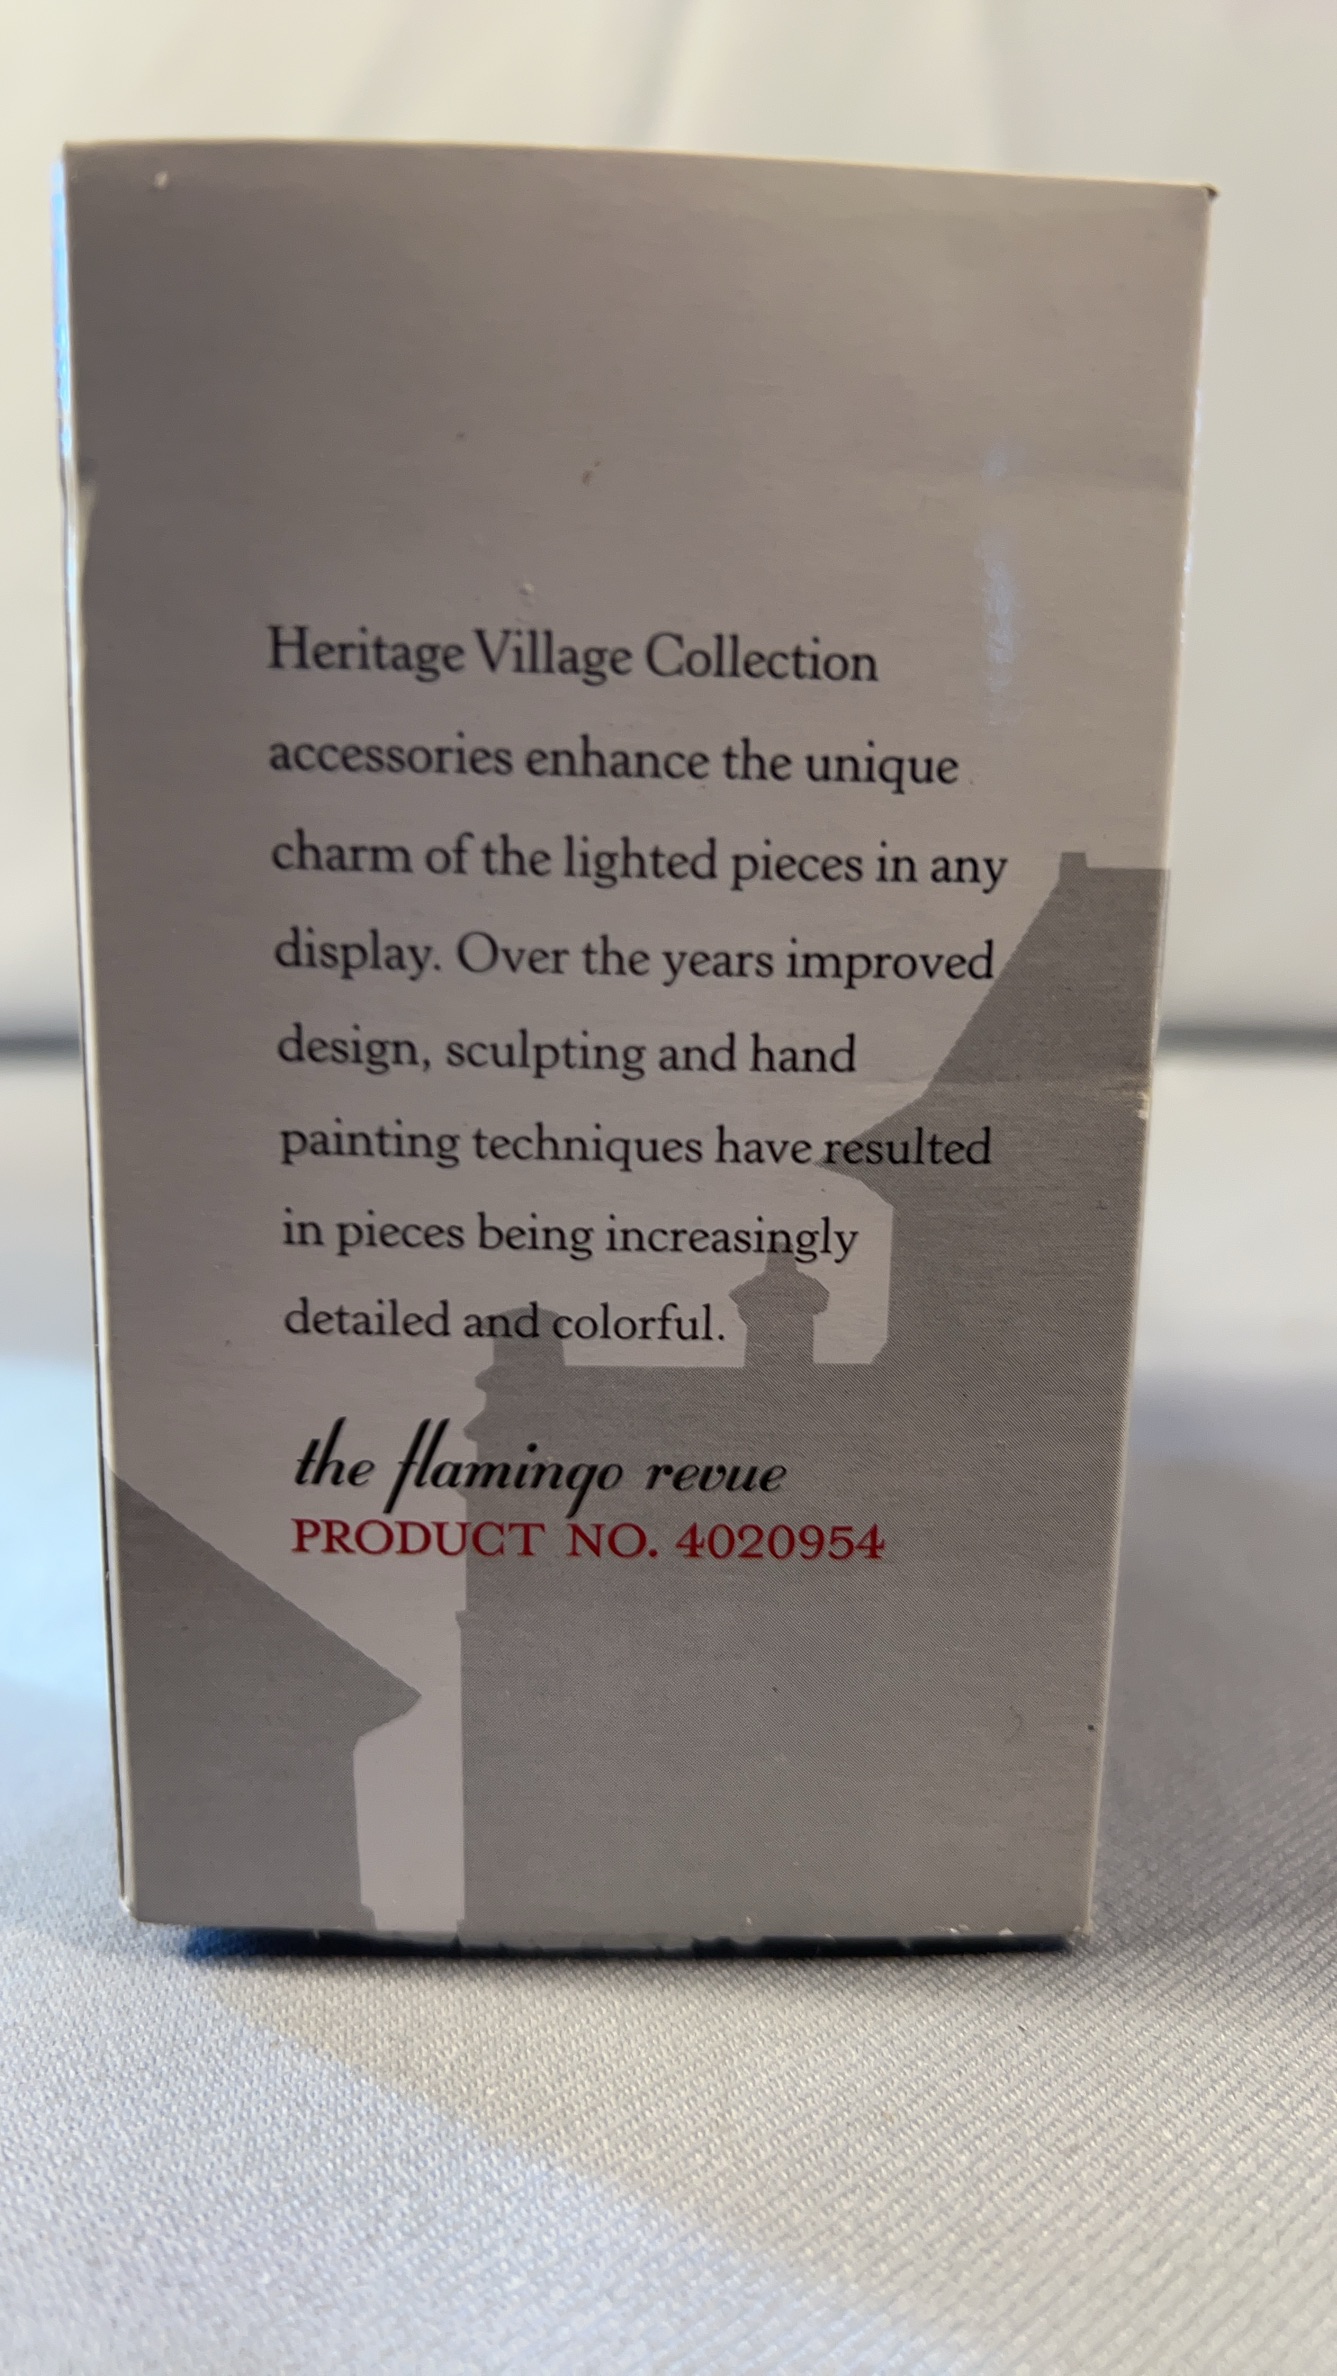 Heritage Village Collection
accessories enhance the unique
charm of the lighted pieces in any
display. Over the years improved
design, sculpting and hand
painting techniques have resulted
in pieces being increasingly
detailed and colorful.
the flamingo revue
PRODUCT NO. 4020954